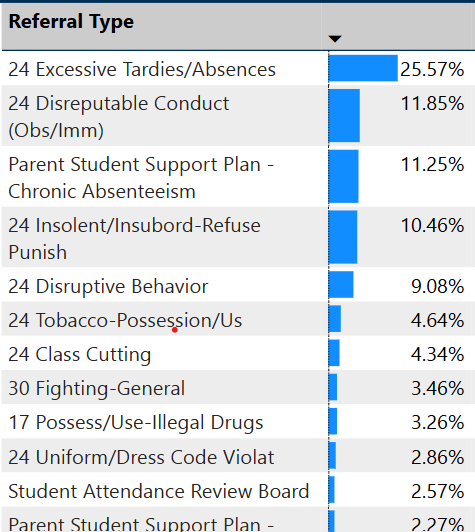 Referral Type
24 Excessive Tardies/Absences 25.57%
24 Disreputable Conduct 11.85%
(Obs/Imm)
Parent Student Support Plan - 11.25%
Chronic Absenteeism
24 Insolent/Insubord-Refuse 10.46%
Punish
24 Disruptive Behavior 9.08%
24 Tobacco-Possession/Us 4.64%
24 Class Cutting 4.34%
30 Fighting-General 3.46%
17 Possess/Use-Illegal Drugs 3.26%
24 Uniform/Dress Code Violat 2.86%
Student Attendance Review Board 2.57%
Parent Student Support Plan - 2.27%